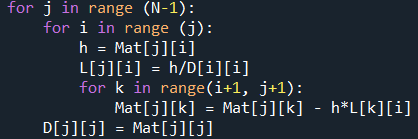 for j in range (N-1):
    for i in range (j):
        h = Mat[j][i]
        L[j][i] = h/D[i][i]
        for k in range(i+1, j+1):
            Mat[j][k] = Mat[j][k] - h*L[k][i]
    D[j][j] = Mat[j][j]